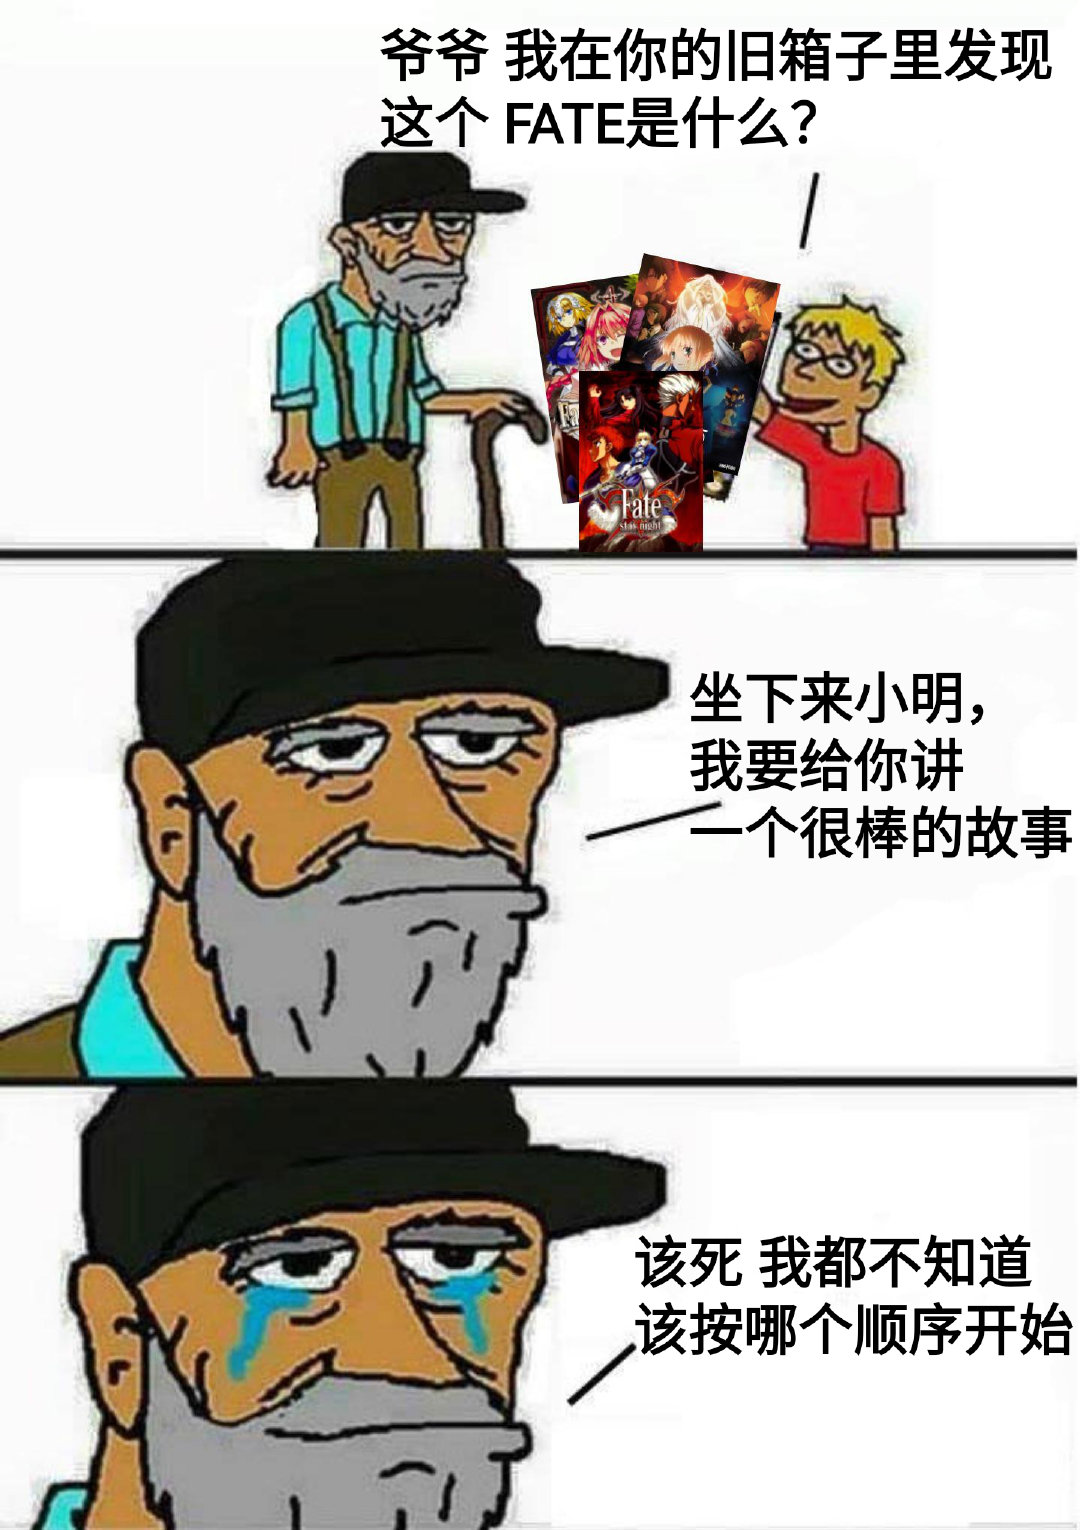 爷爷 我在你的旧箱子里发现
这个 FATE是什么?
Fate
stay night
坐下来小明,
我要给你讲
一个很棒的故事
该死 我都不知道
该按哪个顺序开始